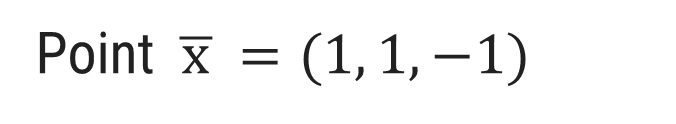 Point x̅ = (1, 1, −1)